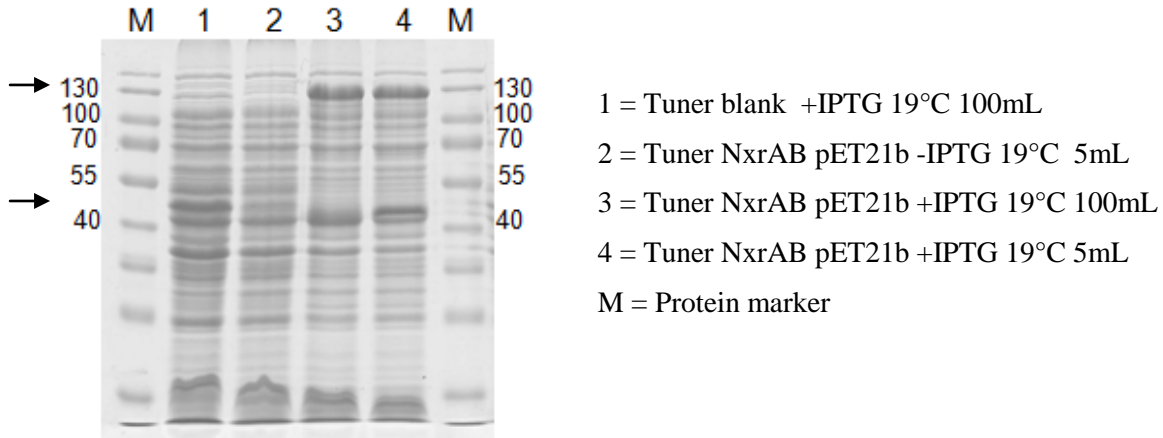 M 1 2 3 4 M
130 130
100 100
70 70
55 55
40 40
1 = Tuner blank +IPTG 19°C 100mL
2 = Tuner NxrAB pET21b -IPTG 19°C 5mL
3 = Tuner NxrAB pET21b +IPTG 19°C 100mL
4 = Tuner NxrAB pET21b +IPTG 19°C 5mL
M = Protein marker